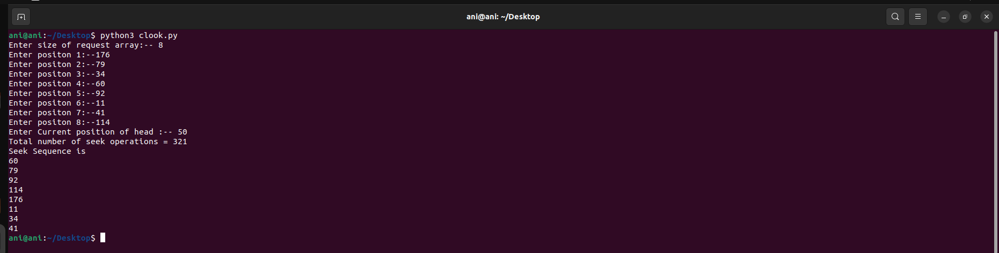 ani@ani: ~/Desktop
ani@ani:~/Desktop$ python3 clook.py
Enter size of request array:-- 8
Enter positon 1:--176
Enter positon 2:--79
Enter positon 3:--34
Enter positon 4:--60
Enter positon 5:--92
Enter positon 6:--11
Enter positon 7:--41
Enter positon 8:--114
Enter Current position of head :-- 50
Total number of seek operations = 321
Seek Sequence is
60
79
92
114
176
11
34
41
ani@ani:~/Desktop$